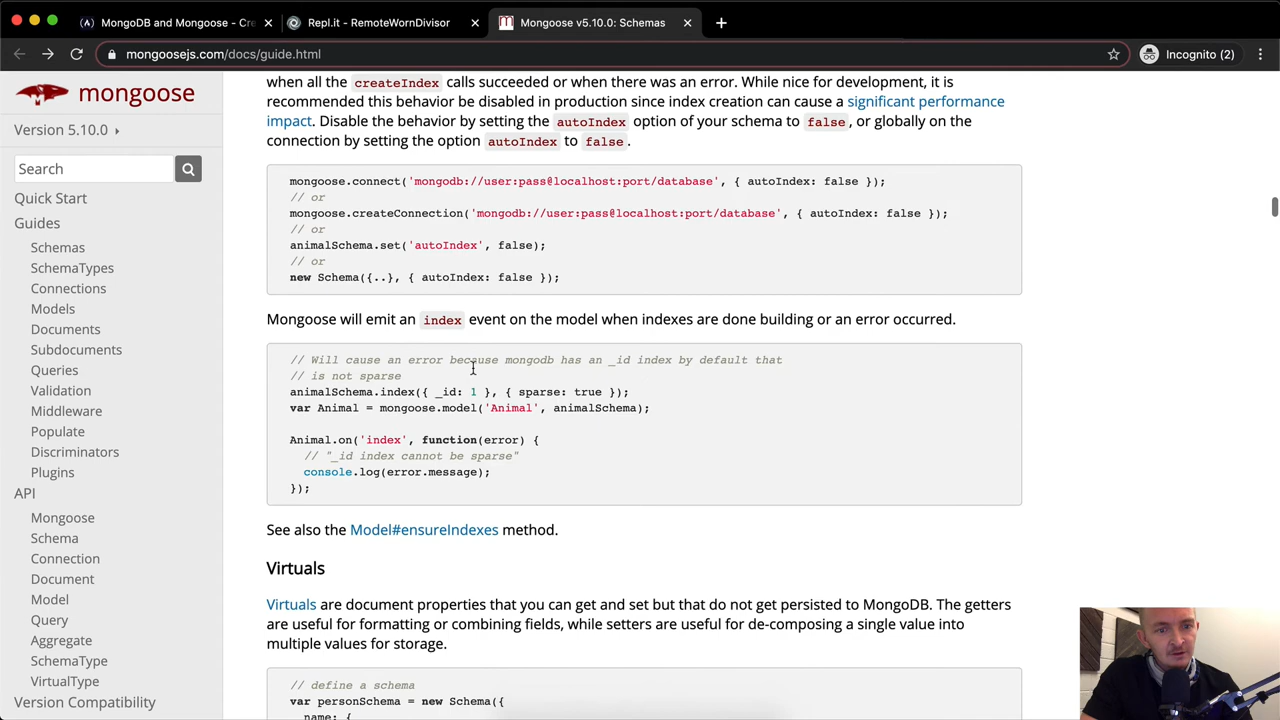 MongoDB and Mongoose - Cre
Repl.it - RemoteWornDivisor
Mongoose v5.10.0: Schemas
mongoosejs.com/docs/guide.html
Incognito (2)
mongoose
Version 5.10.0
Search
Quick Start
Guides
Schemas
SchemaTypes
Connections
Models
Documents
Subdocuments
Queries
Validation
Middleware
Populate
Discriminators
Plugins
API
Mongoose
Schema
Connection
Document
Model
Query
Aggregate
SchemaType
VirtualType
Version Compatibility
when all the createIndex calls succeeded or when there was an error. While nice for development, it is
recommended this behavior be disabled in production since index creation can cause a significant performance
impact. Disable the behavior by setting the autoIndex option of your schema to false, or globally on the
connection by setting the option autoIndex to false.
mongoose.connect('mongodb://user:pass@localhost:port/database', { autoIndex: false });
// or
mongoose.createConnection('mongodb://user:pass@localhost:port/database', { autoIndex: false });
// or
animalSchema.set('autoIndex', false);
// or
new Schema({..}, { autoIndex: false });
Mongoose will emit an index event on the model when indexes are done building or an error occurred.
// Will cause an error because mongodb has an _id index by default that
// is not sparse
animalSchema.index({ _id: 1 }, { sparse: true });
var Animal = mongoose.model('Animal', animalSchema);
Animal.on('index', function(error) {
// "_id index cannot be sparse"
console.log(error.message);
});
See also the Model#ensureIndexes method.
Virtuals
Virtuals are document properties that you can get and set but that do not get persisted to MongoDB. The getters
are useful for formatting or combining fields, while setters are useful for de-composing a single value into
multiple values for storage.
// define a schema
var personSchema = new Schema({
name: {